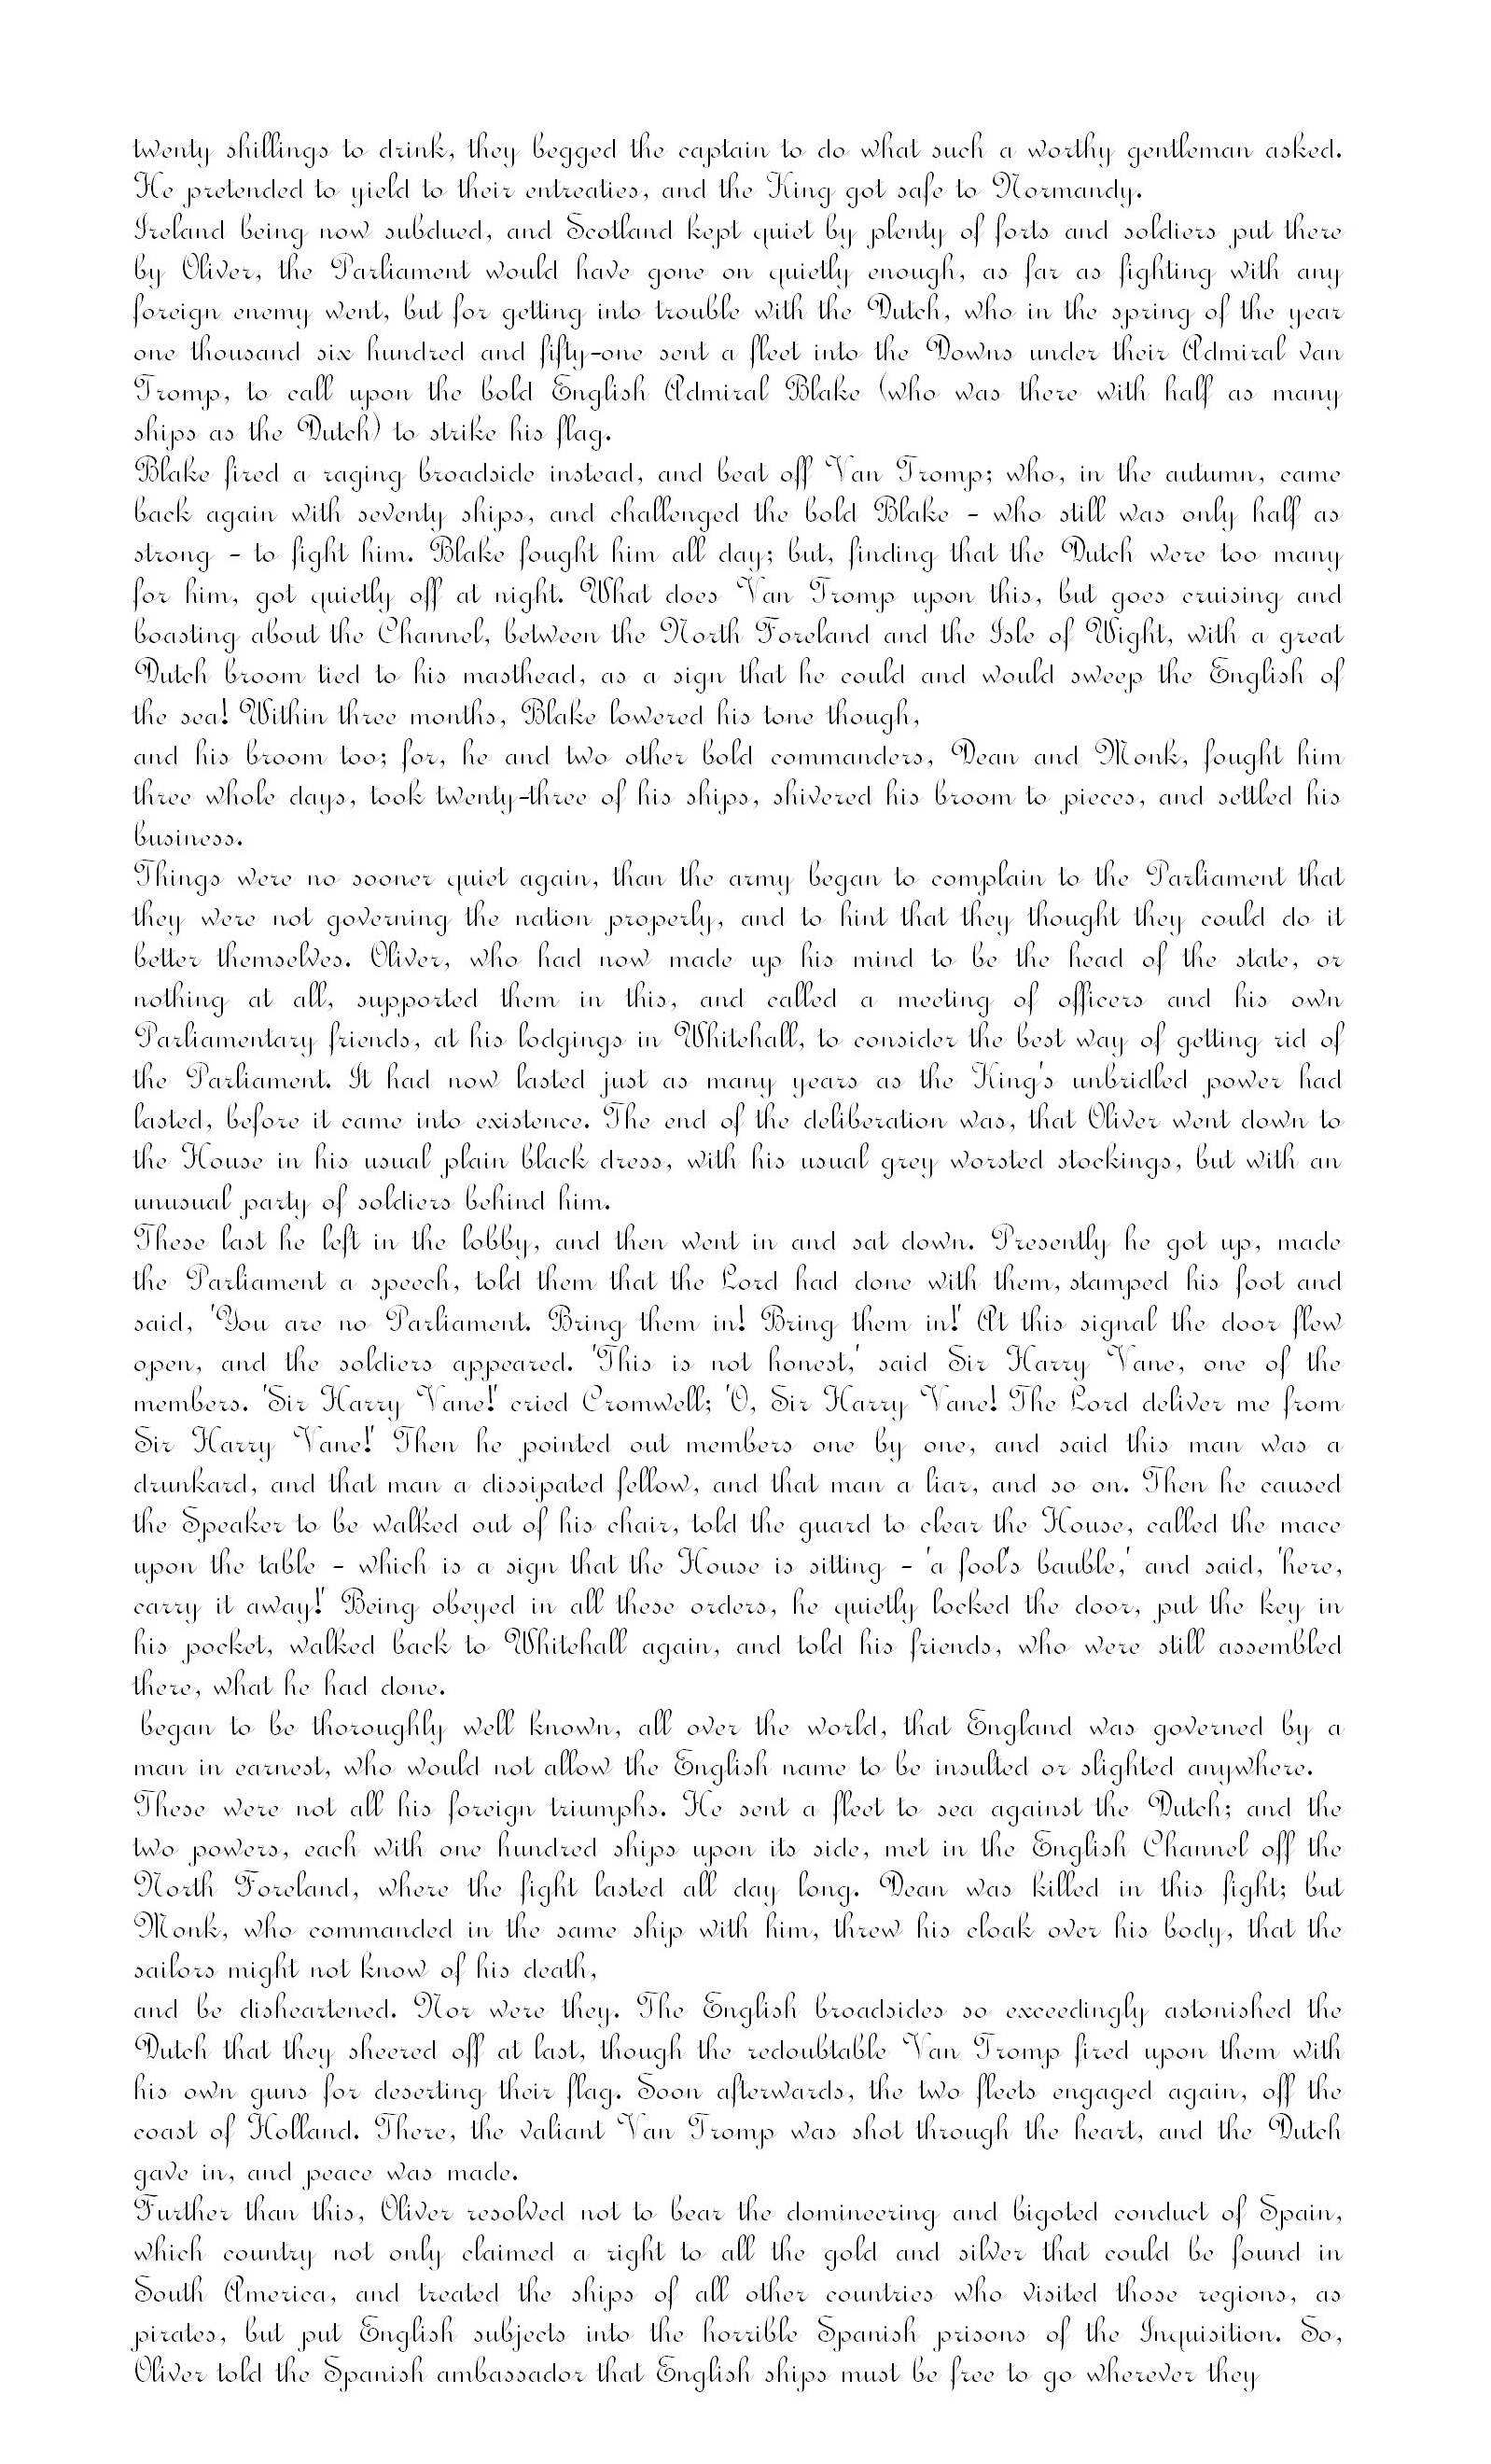 twenty shillings to drink, they begged the captain to do what such a worthy gentleman asked.
He pretended to yield to their entreaties, and the King got safe to Normandy.
Ireland being now subdued, and Scotland kept quiet by plenty of forts and soldiers put there
by Oliver, the Parliament would have gone on quietly enough, as far as fighting with any
foreign enemy went, but for getting into trouble with the Dutch, who in the spring of the year
one thousand six hundred and fifty-one sent a fleet into the Downs under their Admiral van
Tromp, to call upon the bold English Admiral Blake (who was there with half as many
ships as the Dutch) to strike his flag.
Blake fired a raging broadside instead, and beat off Van Tromp; who, in the autumn, came
back again with seventy ships, and challenged the bold Blake - who still was only half as
strong - to fight him. Blake fought him all day; but, finding that the Dutch were too many
for him, got quietly off at night. What does Van Tromp upon this, but goes cruising and
boasting about the Channel, between the North Foreland and the Isle of Wight, with a great
Dutch broom tied to his masthead, as a sign that he could and would sweep the English of
the sea! Within three months, Blake lowered his tone though,
and his broom too; for, he and two other bold commanders, Dean and Monk, fought him
three whole days, took twenty-three of his ships, shivered his broom to pieces, and settled his
business.
Things were no sooner quiet again, than the army began to complain to the Parliament that
they were not governing the nation properly, and to hint that they thought they could do it
better themselves. Oliver, who had now made up his mind to be the head of the state, or
nothing at all, supported them in this, and called a meeting of officers and his own
Parliamentary friends, at his lodgings in Whitehall, to consider the best way of getting rid of
the Parliament. It had now lasted just as many years as the King's unbridled power had
lasted, before it came into existence. The end of the deliberation was, that Oliver went down to
the House in his usual plain black dress, with his usual grey worsted stockings, but with an
unusual party of soldiers behind him.
These last he left in the lobby, and then went in and sat down. Presently he got up, made
the Parliament a speech, told them that the Lord had done with them, stamped his foot and
said, 'You are no Parliament. Bring them in! Bring them in!' At this signal the door flew
open, and the soldiers appeared. 'This is not honest,' said Sir Harry Vane, one of the
members. 'Sir Harry Vane!' cried Cromwell; 'O, Sir Harry Vane! The Lord deliver me from
Sir Harry Vane!' Then he pointed out members one by one, and said this man was a
drunkard, and that man a dissipated fellow, and that man a liar, and so on. Then he caused
the Speaker to be walked out of his chair, told the guard to clear the House, called the mace
upon the table - which is a sign that the House is sitting - 'a fool's bauble,' and said, 'here,
carry it away!' Being obeyed in all these orders, he quietly locked the door, put the key in
his pocket, walked back to Whitehall again, and told his friends, who were still assembled
there, what he had done.
began to be thoroughly well known, all over the world, that England was governed by a
man in earnest, who would not allow the English name to be insulted or slighted anywhere.
These were not all his foreign triumphs. He sent a fleet to sea against the Dutch; and the
two powers, each with one hundred ships upon its side, met in the English Channel off the
North Foreland, where the fight lasted all day long. Dean was killed in this fight; but
Monk, who commanded in the same ship with him, threw his cloak over his body, that the
sailors might not know of his death,
and be disheartened. Nor were they. The English broadsides so exceedingly astonished the
Dutch that they sheered off at last, though the redoubtable Van Tromp fired upon them with
his own guns for deserting their flag. Soon afterwards, the two fleets engaged again, off the
coast of Holland. There, the valiant Van Tromp was shot through the heart, and the Dutch
gave in, and peace was made.
Further than this, Oliver resolved not to bear the domineering and bigoted conduct of Spain,
which country not only claimed a right to all the gold and silver that could be found in
South America, and treated the ships of all other countries who visited those regions, as
pirates, but put English subjects into the horrible Spanish prisons of the Inquisition. So,
Oliver told the Spanish ambassador that English ships must be free to go wherever they